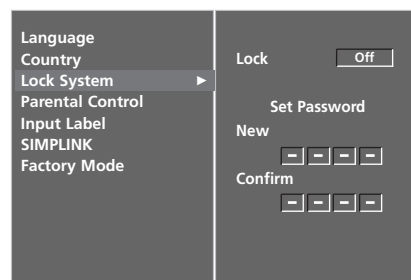 Language
Country
Lock System ►
Parental Control
Input Label
SIMPLINK
Factory Mode
Lock Off
Set Password
New
– – – –
Confirm
– – – –